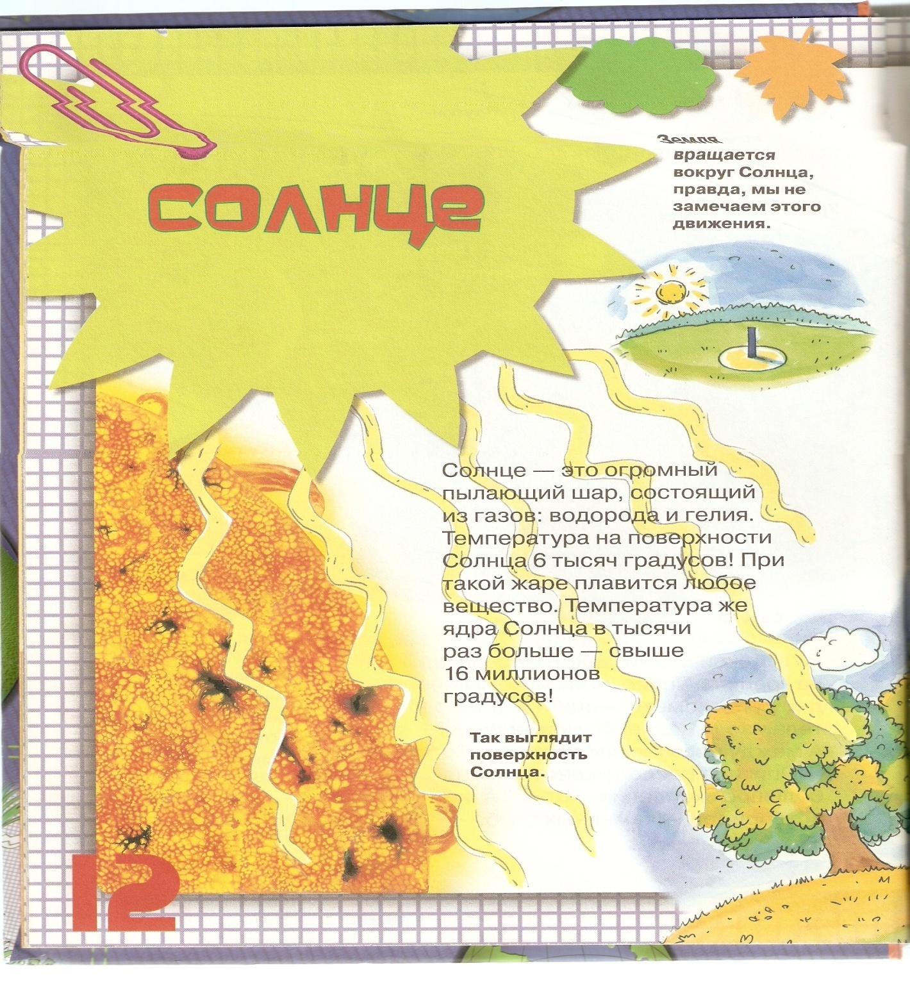 СОЛНЦЕ
Земля
вращается
вокруг Солнца,
правда, мы не
замечаем этого
движения.
Солнце — это огромный
пылающий шар, состоящий
из газов: водорода и гелия.
Температура на поверхности
Солнца 6 тысяч градусов! При
такой жаре плавится любое
вещество. Температура же
ядра Солнца в тысячи
раз больше — свыше
16 миллионов
градусов!
Так выглядит
поверхность
Солнца.
12